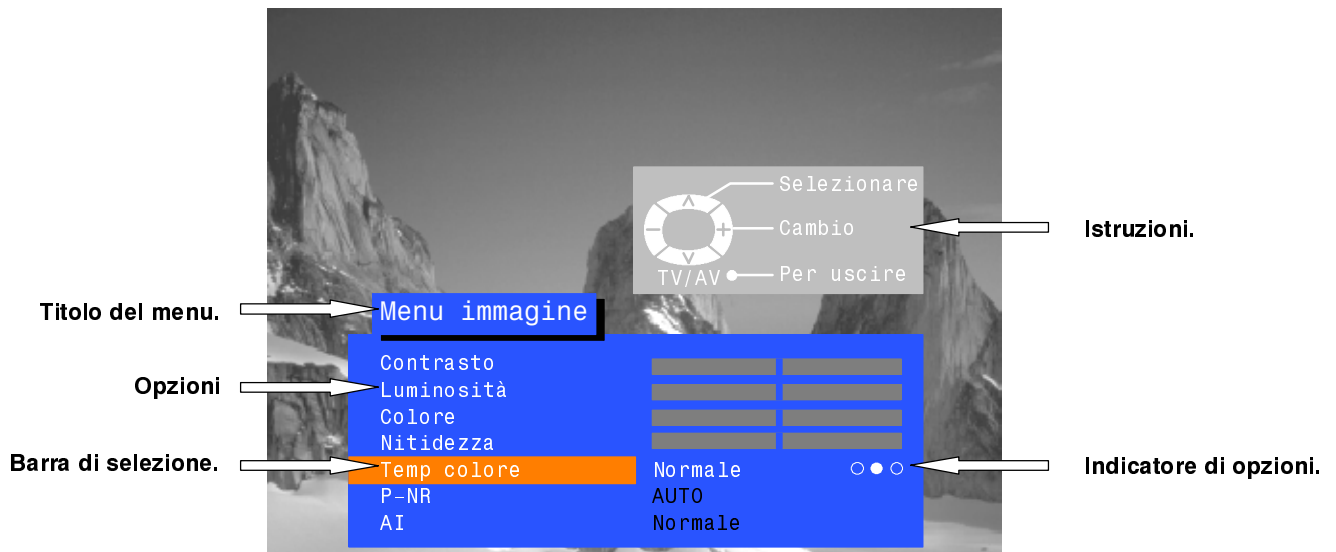 Selezionare
Cambio
Istruzioni.
TV/AV Per uscire
Titolo del menu.
Menu immagine
Contrasto
Opzioni
Luminosità
Colore
Nitidezza
Barra di selezione.
Temp colore Normale
Indicatore di opzioni.
P-NR AUTO
AI Normale